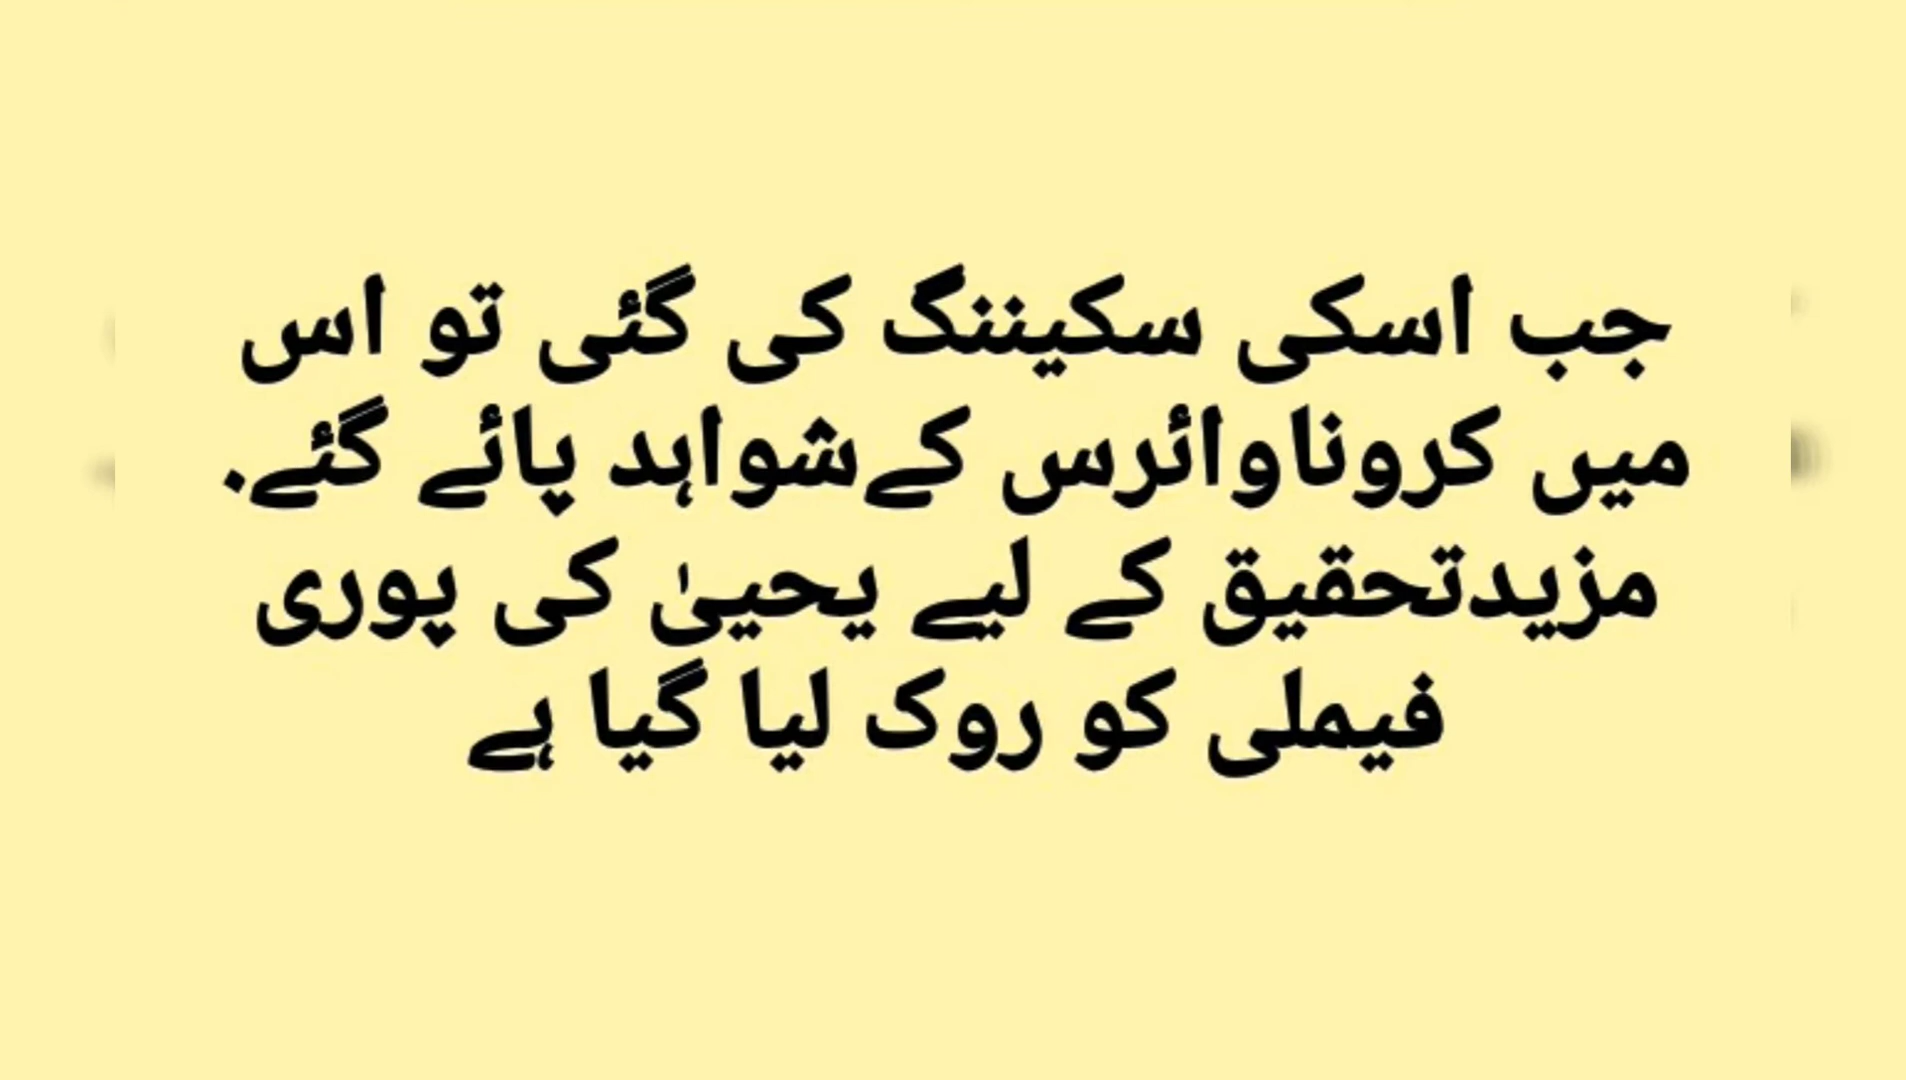 جب اسکی سکیننگ کی گئی تو اس
میں کروناوائرس کےشواہد پائے گئے.
مزیدتحقیق کے لیے یحییٰ کی پوری
فیملی کو روک لیا گیا ہے